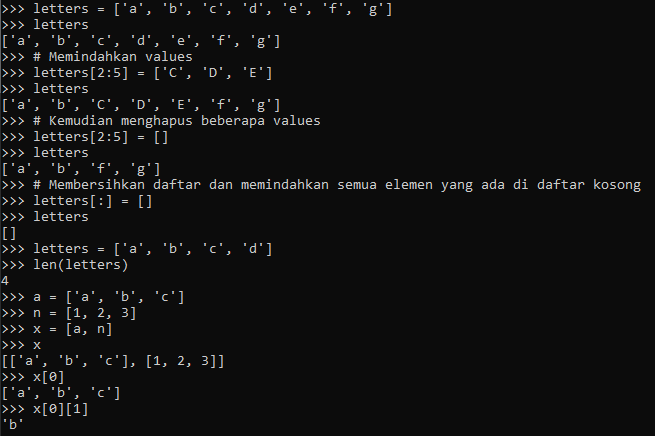 >>> letters = ['a', 'b', 'c', 'd', 'e', 'f', 'g']
>>> letters
['a', 'b', 'c', 'd', 'e', 'f', 'g']
>>> # Memindahkan values
>>> letters[2:5] = ['C', 'D', 'E']
>>> letters
['a', 'b', 'C', 'D', 'E', 'f', 'g']
>>> # Kemudian menghapus beberapa values
>>> letters[2:5] = []
>>> letters
['a', 'b', 'f', 'g']
>>> # Membersihkan daftar dan memindahkan semua elemen yang ada di daftar kosong
>>> letters[:] = []
>>> letters
[]
>>> letters = ['a', 'b', 'c', 'd']
>>> len(letters)
4
>>> a = ['a', 'b', 'c']
>>> n = [1, 2, 3]
>>> x = [a, n]
>>> x
[['a', 'b', 'c'], [1, 2, 3]]
>>> x[0]
['a', 'b', 'c']
>>> x[0][1]
'b'